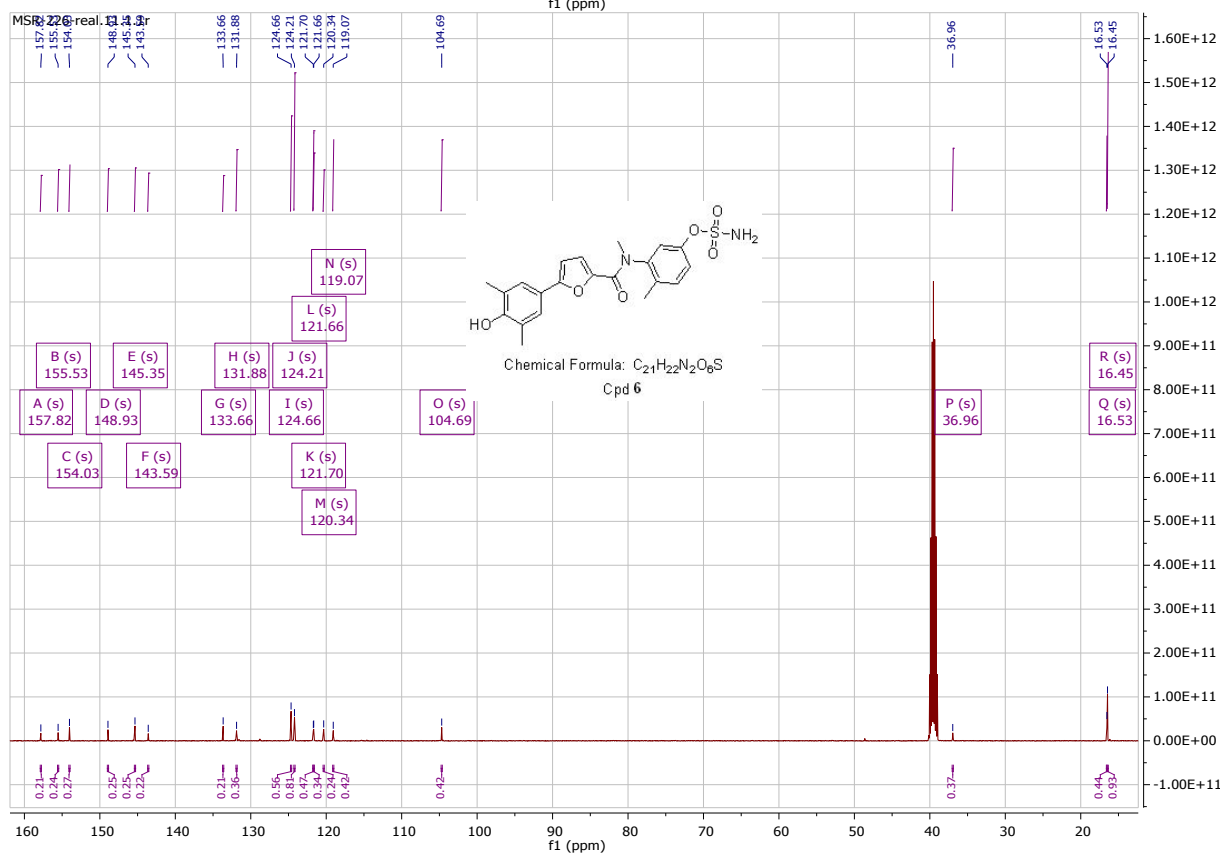 f1 (ppm)
MSR-226-real.11.1.1r
157.82
155.53
154.03
148.93
145.35
143.59
133.66
131.88
124.66
124.21
121.70
121.66
120.34
119.07
104.69
36.96
16.53
16.45
1.60E+12
1.50E+12
1.40E+12
1.30E+12
1.20E+12
1.10E+12
1.00E+12
9.00E+11
8.00E+11
7.00E+11
6.00E+11
5.00E+11
4.00E+11
3.00E+11
2.00E+11
1.00E+11
0.00E+00
-1.00E+11
N (s)
119.07
L (s)
121.66
B (s)
155.53
E (s)
145.35
H (s)
131.88
J (s)
124.21
R (s)
16.45
A (s)
157.82
D (s)
148.93
G (s)
133.66
I (s)
124.66
O (s)
104.69
P (s)
36.96
Q (s)
16.53
C (s)
154.03
F (s)
143.59
K (s)
121.70
M (s)
120.34
O
O S NH2
O
N
O
O
HO
Chemical Formula: C21H22N2O6S
Cpd 6
0.21
0.24
0.27
0.25
0.25
0.22
0.21
0.36
0.56
0.81
0.47
0.34
0.24
0.42
0.42
0.37
0.44
0.93
160 150 140 130 120 110 100 90 80 70 60 50 40 30 20
f1 (ppm)